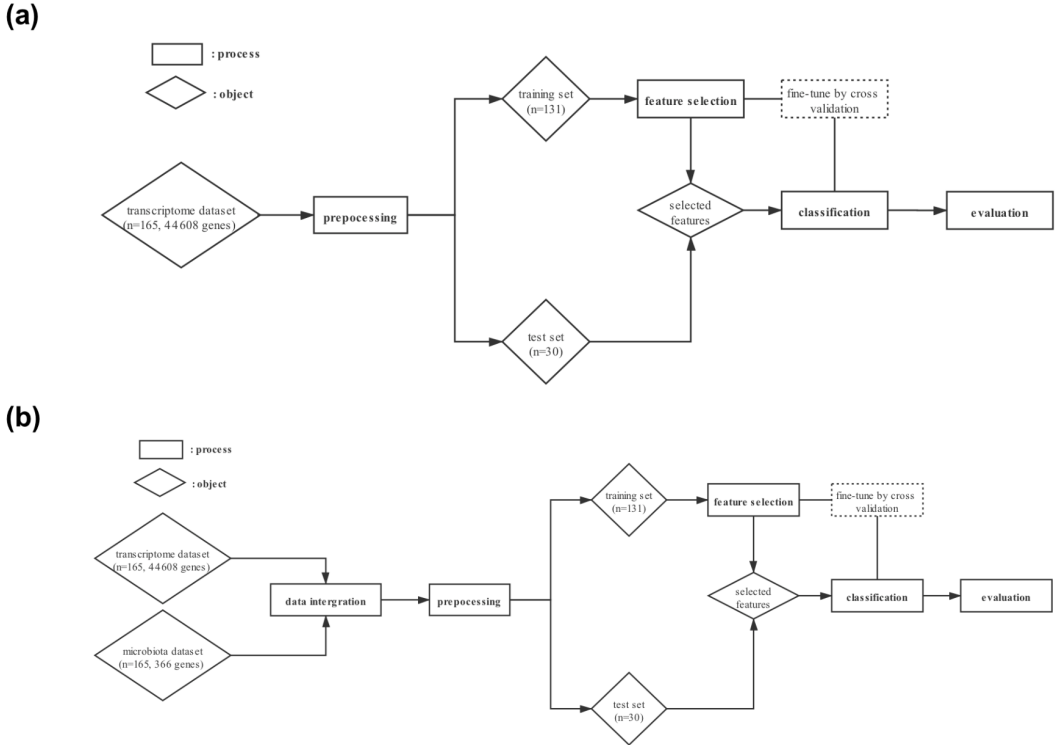 (a)
: process
: object
transcriptome dataset
(n=165, 44608 genes)
prepocessing
training set
(n=131)
feature selection
fine-tune by cross
validation
selected
features
classification
evaluation
test set
(n=30)
(b)
: process
: object
transcriptome dataset
(n=165, 44608 genes)
microbiota dataset
(n=165, 366 genes)
data intergration
prepocessing
training set
(n=131)
feature selection
fine-tune by cross
validation
selected
features
classification
evaluation
test set
(n=30)